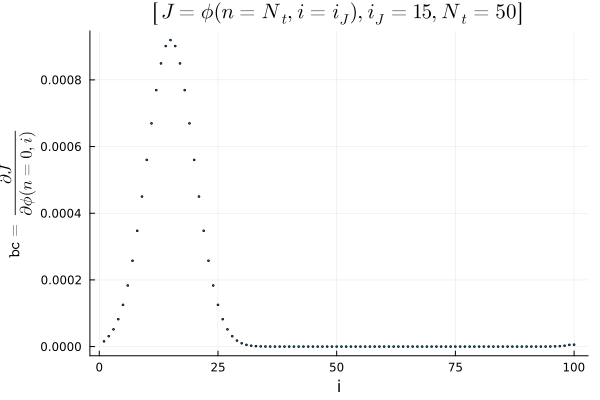 [J = ϕ(n = N_t, i = i_J), i_J = 15, N_t = 50]
0.0008
0.0006
0.0004
0.0002
0.0000
bc = ∂J / ∂ϕ(n = 0, i)
0 25 50 75 100
i